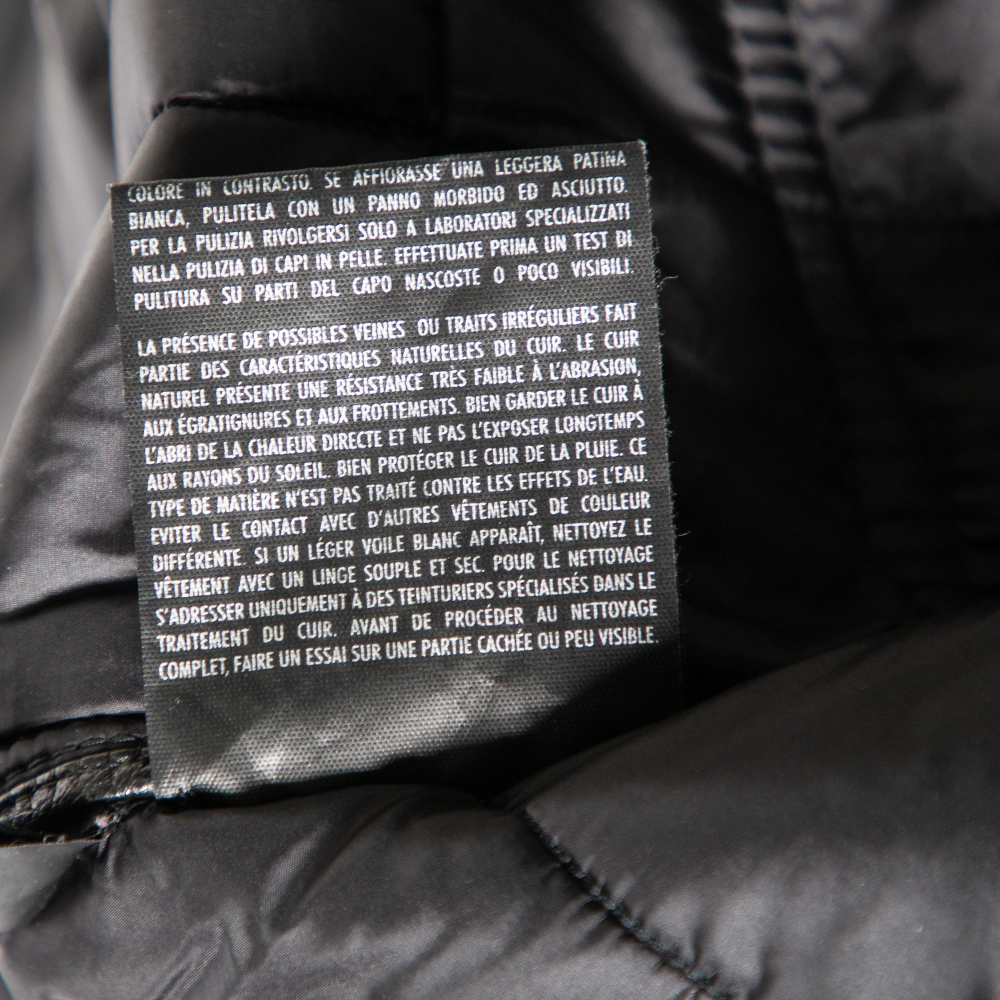 COLORE IN CONTRASTO. SE AFFIORASSE UNA LEGGERA PATINA
BIANCA, PULITELA CON UN PANNO MORBIDO ED ASCIUTTO.
PER LA PULIZIA RIVOLGERSI SOLO A LABORATORI SPECIALIZZATI
NELLA PULIZIA DI CAPI IN PELLE. EFFETTUATE PRIMA UN TEST DI
PULITURA SU PARTI DEL CAPO NASCOSTE O POCO VISIBILI.
LA PRÉSENCE DE POSSIBLES VEINES OU TRAITS IRRÉGULIERS FAIT
PARTIE DES CARACTÉRISTIQUES NATURELLES DU CUIR. LE CUIR
NATUREL PRÉSENTE UNE RÉSISTANCE TRÈS FAIBLE À L'ABRASION,
AUX ÉGRATIGNURES ET AUX FROTTEMENTS. BIEN GARDER LE CUIR À
L'ABRI DE LA CHALEUR DIRECTE ET NE PAS L'EXPOSER LONGTEMPS
AUX RAYONS DU SOLEIL. BIEN PROTÉGER LE CUIR DE LA PLUIE. CE
TYPE DE MATIÈRE N'EST PAS TRAITÉ CONTRE LES EFFETS DE L'EAU.
EVITER LE CONTACT AVEC D'AUTRES VÊTEMENTS DE COULEUR
DIFFÉRENTE. SI UN LÉGER VOILE BLANC APPARAÎT, NETTOYEZ LE
VÊTEMENT AVEC UN LINGE SOUPLE ET SEC. POUR LE NETTOYAGE
S'ADRESSER UNIQUEMENT À DES TEINTURIERS SPÉCIALISÉS DANS LE
TRAITEMENT DU CUIR. AVANT DE PROCÉDER AU NETTOYAGE
COMPLET, FAIRE UN ESSAI SUR UNE PARTIE CACHÉE OU PEU VISIBLE.